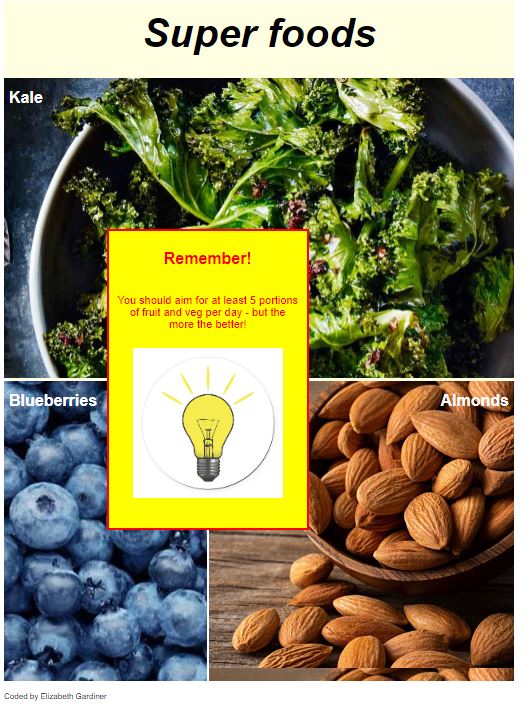 Super foods
Kale
Remember!
You should aim for at least 5 portions
of fruit and veg per day - but the
more the better!
Blueberries
Almonds
Coded by Elizabeth Gardiner